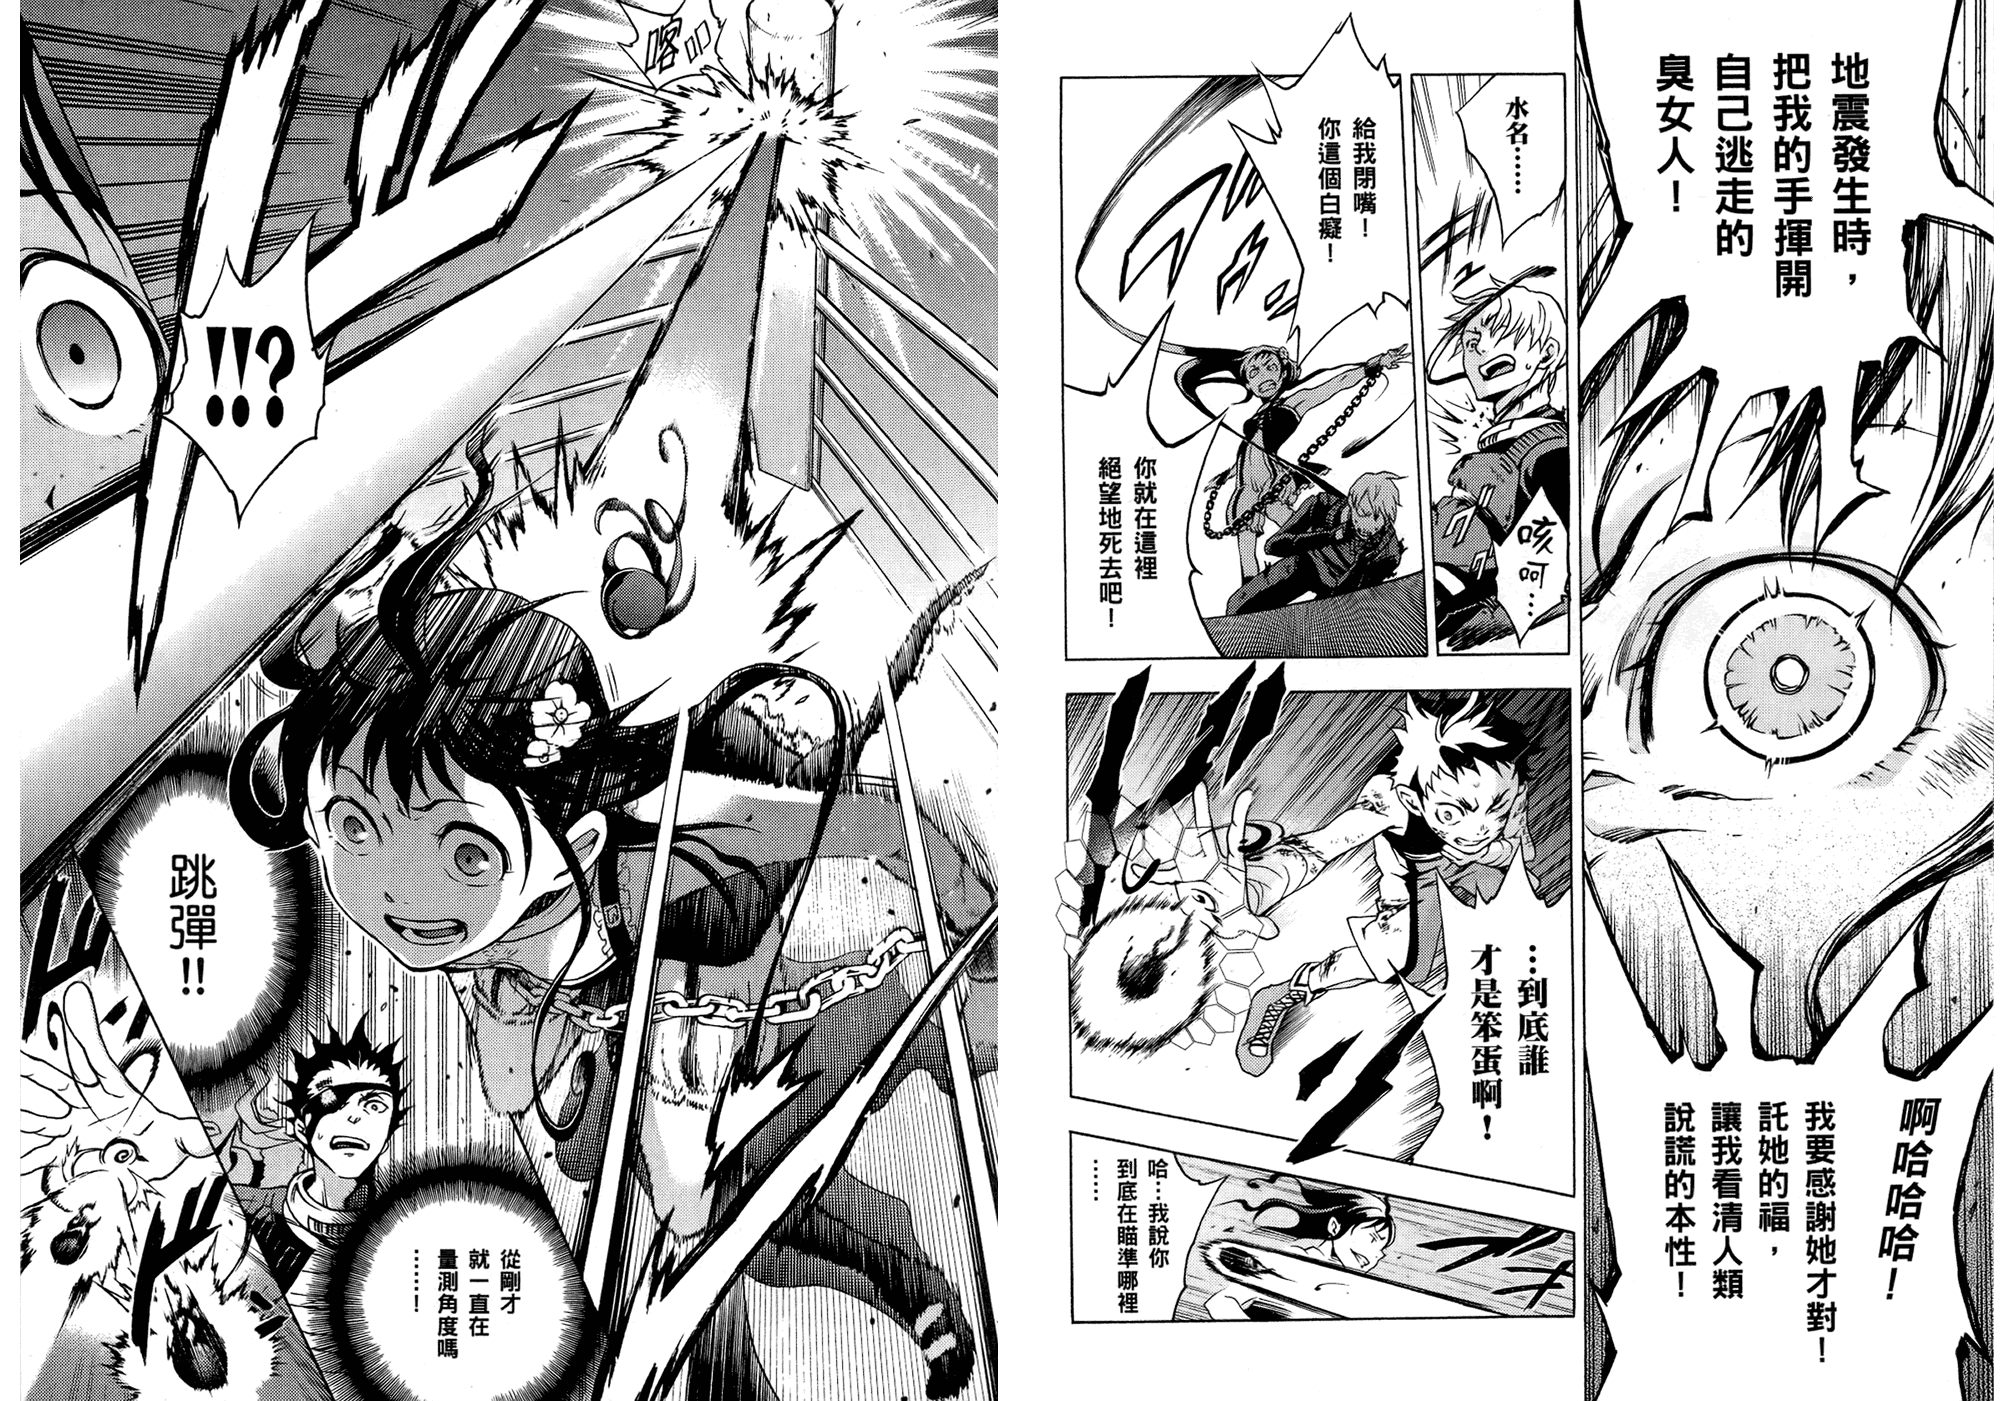 地震發生時，
把我的手揮開
自己逃走的
臭女人！
啊哈哈哈！
我要感謝她才對！
託她的福，
讓我看清人類
說謊的本性！
水名……
咳呵…
給我閉嘴！
你這個白癡！
你就在這裡
絕望地死去吧！
…到底誰
才是笨蛋啊！
哈…我說你
到底在瞄準哪裡
……
喀叩
!!?
跳彈!!
從剛才
就一直在
量測角度嗎
……！